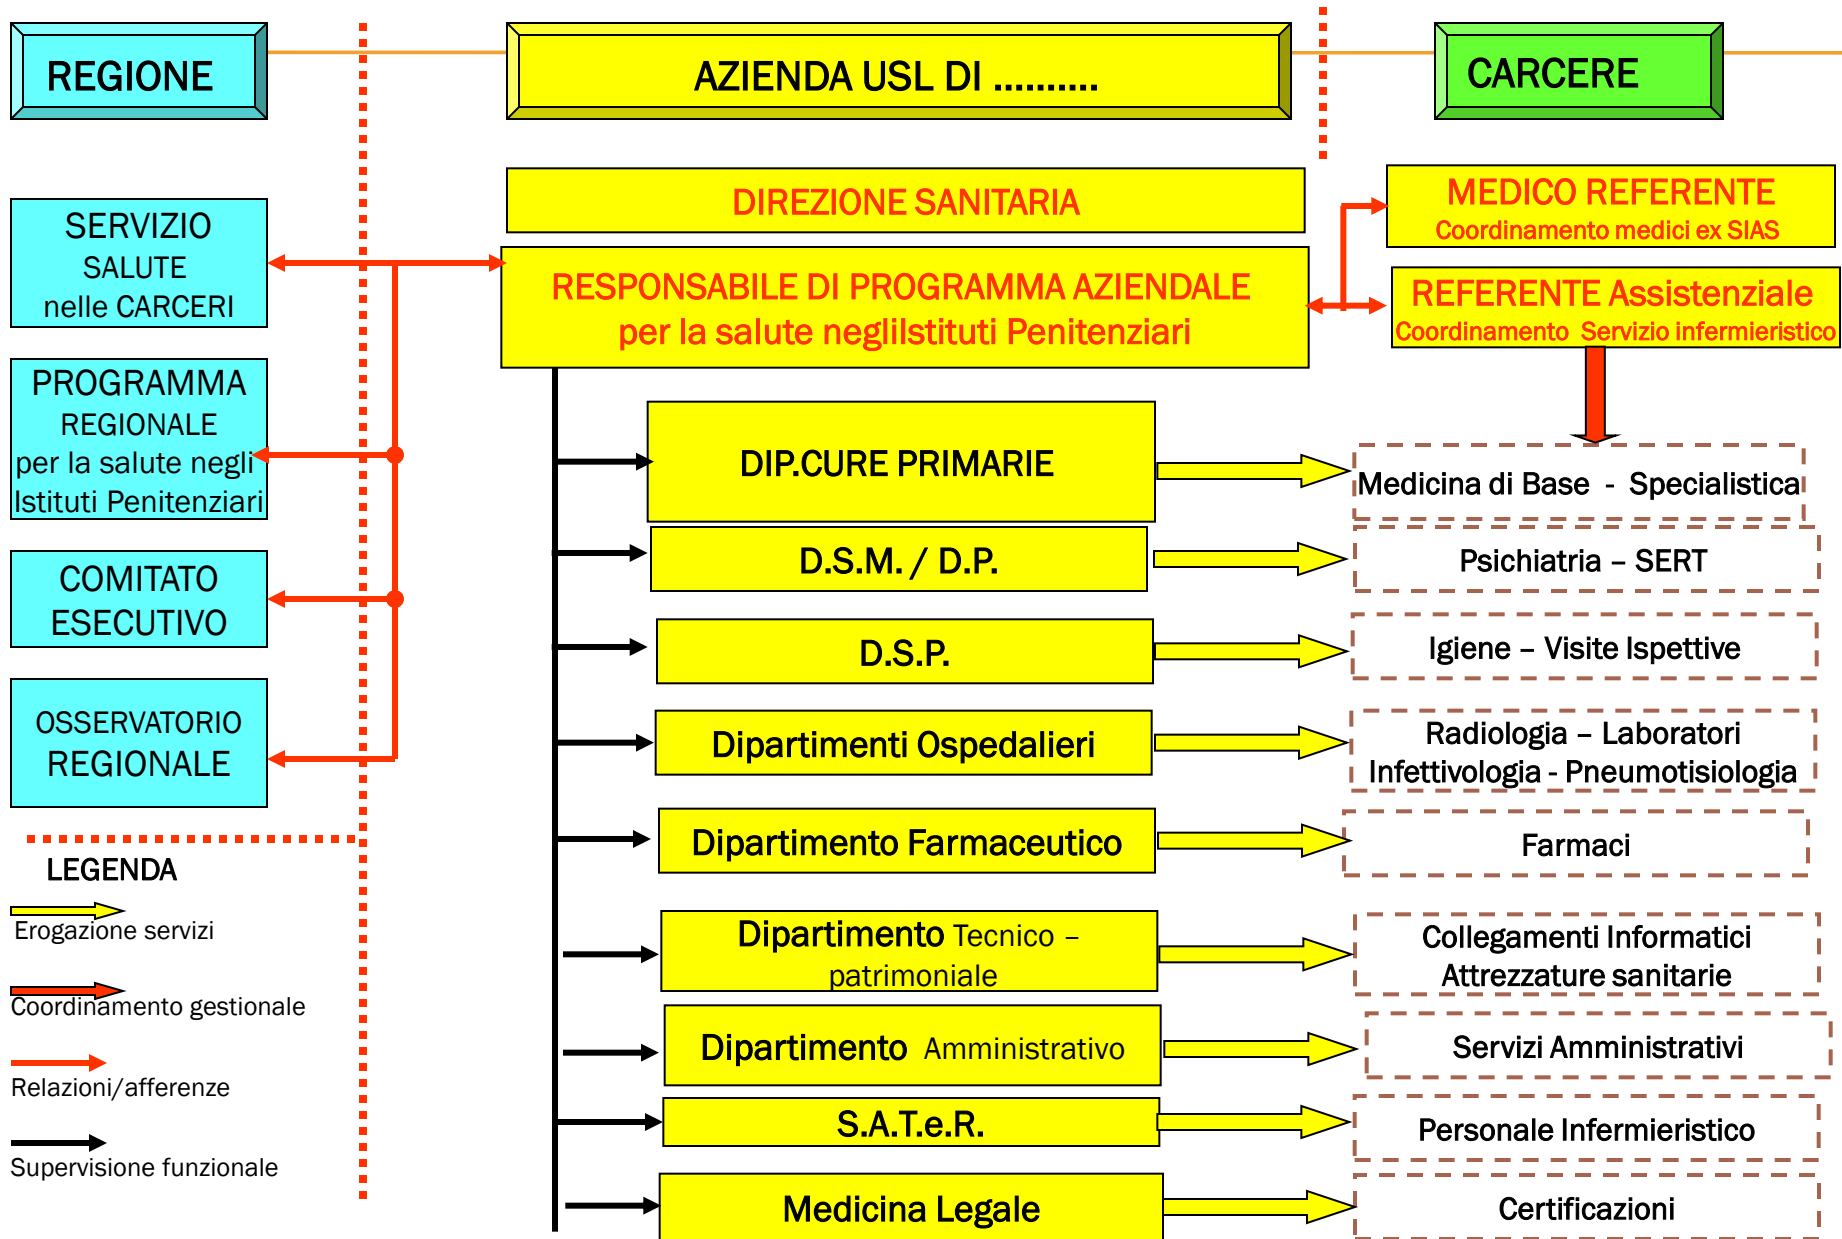 REGIONE
AZIENDA USL DI ..........
CARCERE
SERVIZIO
SALUTE
nelle CARCERI
PROGRAMMA
REGIONALE
per la salute negli
Istituti Penitenziari
COMITATO
ESECUTIVO
OSSERVATORIO
REGIONALE
LEGENDA
Erogazione servizi
Coordinamento gestionale
Relazioni/afferenze
Supervisione funzionale
DIREZIONE SANITARIA
RESPONSABILE DI PROGRAMMA AZIENDALE
per la salute negliIstituti Penitenziari
MEDICO REFERENTE
Coordinamento medici ex SIAS
REFERENTE Assistenziale
Coordinamento Servizio infermieristico
DIP.CURE PRIMARIE
Medicina di Base - Specialistica
D.S.M. / D.P.
Psichiatria – SERT
D.S.P.
Igiene – Visite Ispettive
Dipartimenti Ospedalieri
Radiologia – Laboratori
Infettivologia - Pneumotisiologia
Dipartimento Farmaceutico
Farmaci
Dipartimento Tecnico –
patrimoniale
Collegamenti Informatici
Attrezzature sanitarie
Dipartimento Amministrativo
Servizi Amministrativi
S.A.T.e.R.
Personale Infermieristico
Medicina Legale
Certificazioni